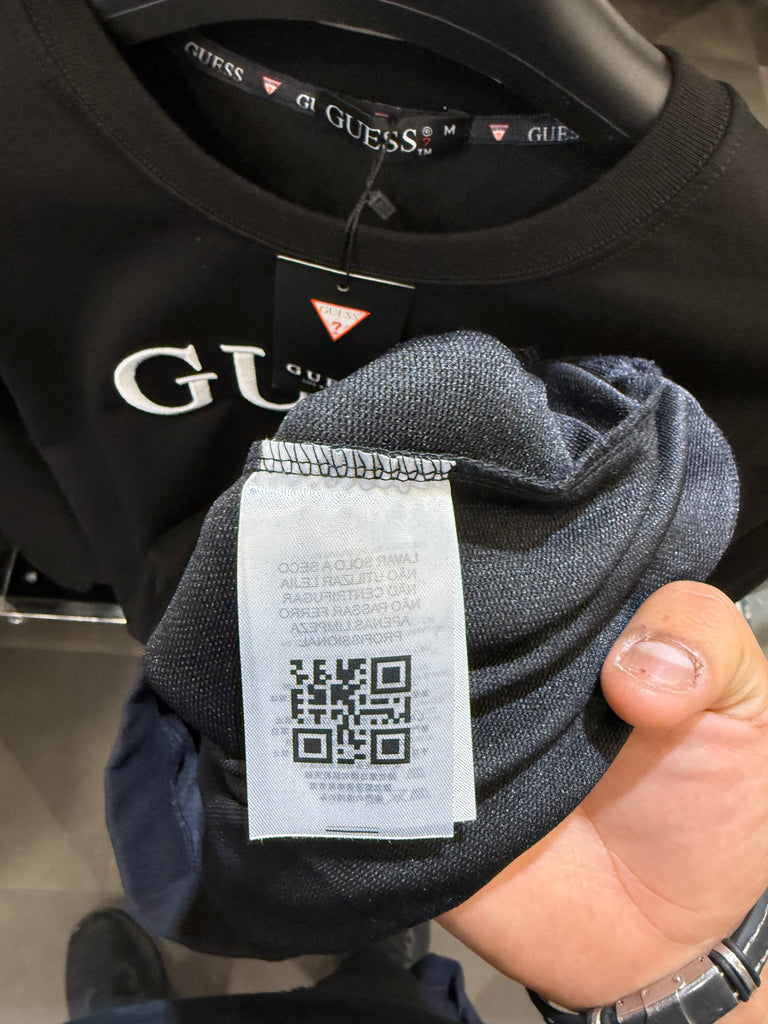 GUESS
GUESS
? ™
M
GUESS
GUESS
?
GU
LAVAR SOLO A SECO
NÃO UTILIZAR LEJIA
NÃO CENTRIFUGAR
NÃO PASSAR FERRO
APENAS LIMPEZA
PROFISSIONAL